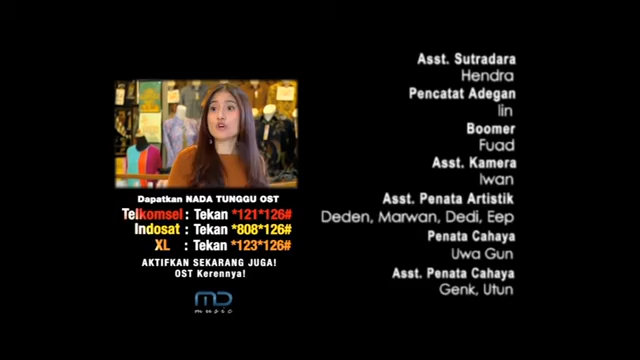 Dapatkan NADA TUNGGU OST
Telkomsel : Tekan *121*126#
Indosat : Tekan *808*126#
XL : Tekan *123*126#
AKTIFKAN SEKARANG JUGA!
OST Kerennya!
MD
music
Asst. Sutradara
Hendra
Pencatat Adegan
Iin
Boomer
Fuad
Asst. Kamera
Iwan
Asst. Penata Artistik
Deden, Marwan, Dedi, Eep
Penata Cahaya
Uwa Gun
Asst. Penata Cahaya
Genk, Utun